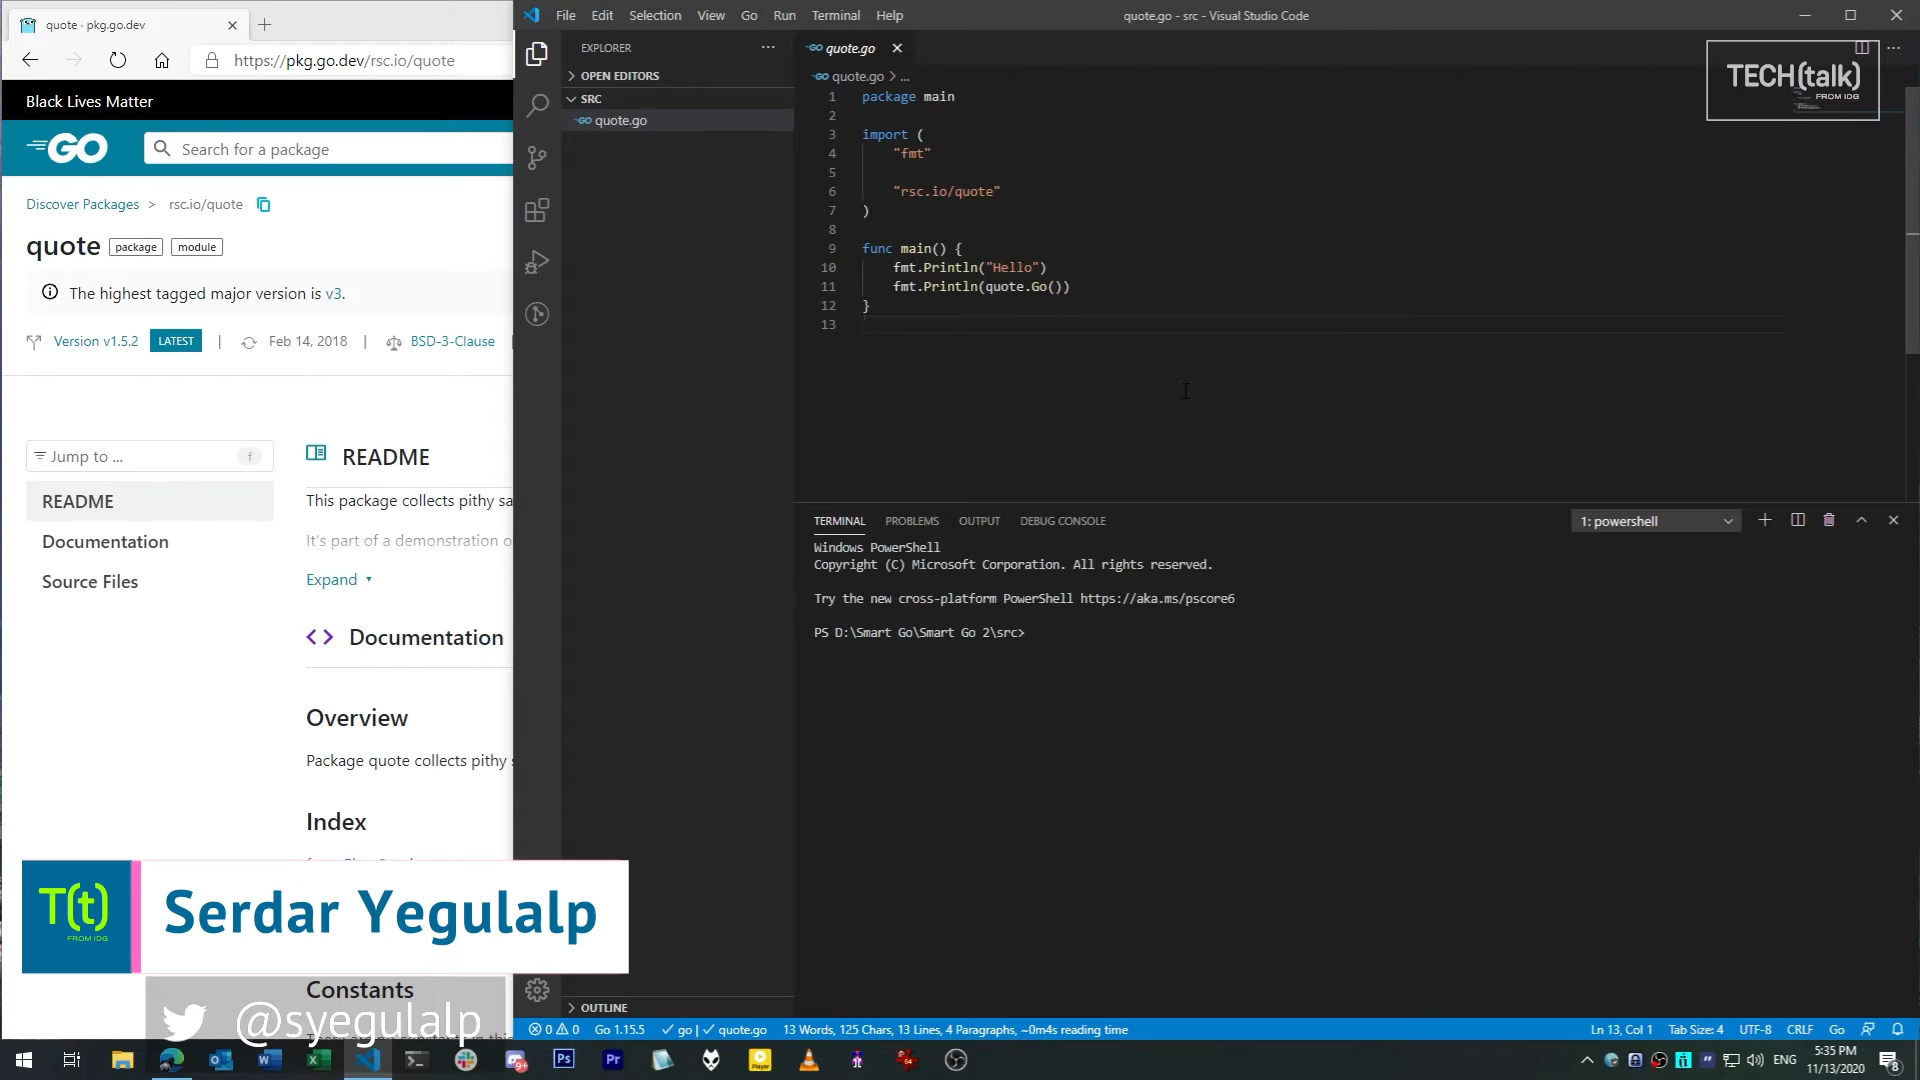 quote · pkg.go.dev
https://pkg.go.dev/rsc.io/quote
Black Lives Matter
GO
Search for a package
Discover Packages > rsc.io/quote
quote package module
The highest tagged major version is v3.
Version v1.5.2 LATEST | Feb 14, 2018 | BSD-3-Clause
Jump to ... f
README
Documentation
Source Files
README
This package collects pithy sa
It's part of a demonstration o
Expand
Documentation
Overview
Package quote collects pithy s
Index
Constants
T(t)
FROM IDG
Serdar Yegulalp
@syegulalp
File Edit Selection View Go Run Terminal Help
quote.go - src - Visual Studio Code
EXPLORER
OPEN EDITORS
SRC
quote.go
OUTLINE
quote.go
quote.go > ...
TECH(talk)
FROM IDG
1 package main
2
3 import (
4 "fmt"
5
6 "rsc.io/quote"
7 )
8
9 func main() {
10 fmt.Println("Hello")
11 fmt.Println(quote.Go())
12 }
13
TERMINAL PROBLEMS OUTPUT DEBUG CONSOLE
1: powershell
Windows PowerShell
Copyright (C) Microsoft Corporation. All rights reserved.
Try the new cross-platform PowerShell https://aka.ms/pscore6
PS D:\Smart Go\Smart Go 2\src>
0 0 Go 1.15.5 go | quote.go 13 Words, 125 Chars, 13 Lines, 4 Paragraphs, ~0m4s reading time
Ln 13, Col 1 Tab Size: 4 UTF-8 CRLF Go
Ps
Pr
ENG
5:35 PM
11/13/2020
8